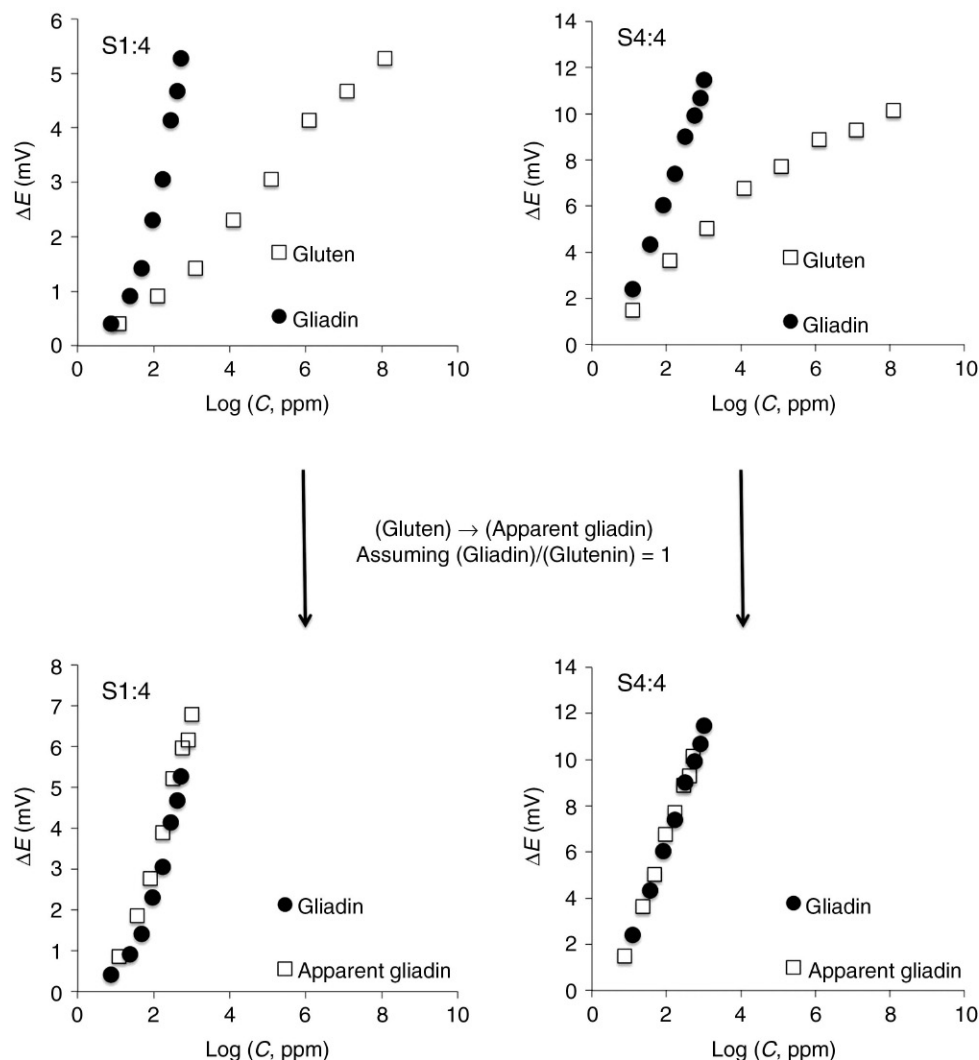 S1:4
6
5
4
3
2
1
0
ΔE (mV)
0 2 4 6 8 10
Log (C, ppm)
Gluten
Gliadin
S4:4
14
12
10
8
6
4
2
0
ΔE (mV)
0 2 4 6 8 10
Log (C, ppm)
Gluten
Gliadin
(Gluten) → (Apparent gliadin)
Assuming (Gliadin)/(Glutenin) = 1
S1:4
8
7
6
5
4
3
2
1
0
ΔE (mV)
0 2 4 6 8 10
Log (C, ppm)
Gliadin
Apparent gliadin
S4:4
14
12
10
8
6
4
2
0
ΔE (mV)
0 2 4 6 8 10
Log (C, ppm)
Gliadin
Apparent gliadin